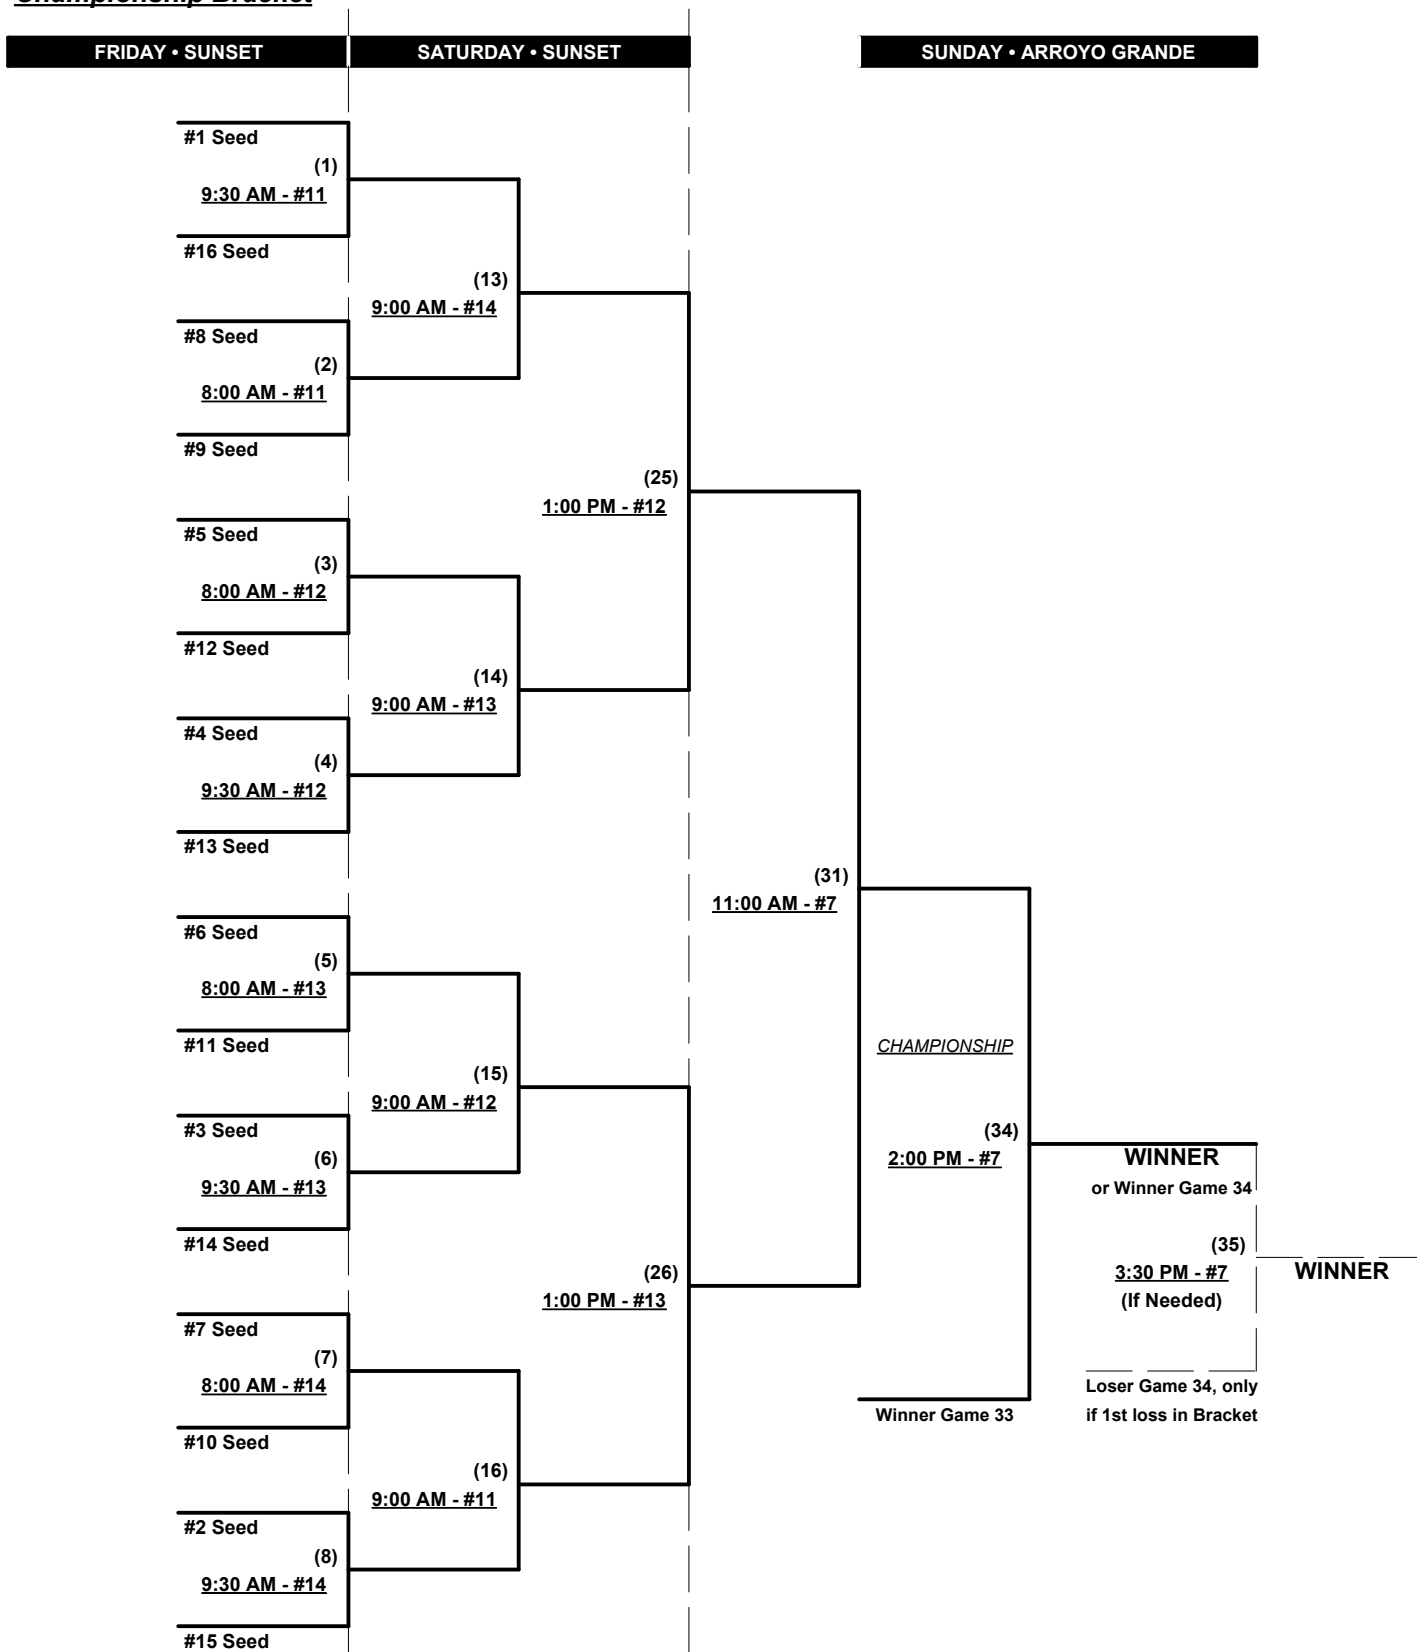 Championship Bracket
FRIDAY • SUNSET
SATURDAY • SUNSET
SUNDAY • ARROYO GRANDE
#1 Seed
(1)
9:30 AM - #11
#16 Seed
(13)
9:00 AM - #14
#8 Seed
(2)
8:00 AM - #11
#9 Seed
(25)
1:00 PM - #12
#5 Seed
(3)
8:00 AM - #12
#12 Seed
(14)
9:00 AM - #13
#4 Seed
(4)
9:30 AM - #12
#13 Seed
(31)
11:00 AM - #7
#6 Seed
(5)
8:00 AM - #13
#11 Seed
CHAMPIONSHIP
(15)
9:00 AM - #12
#3 Seed
(6)
9:30 AM - #13
#14 Seed
(34)
2:00 PM - #7
WINNER
or Winner Game 34
(35)
3:30 PM - #7
(If Needed)
WINNER
(26)
1:00 PM - #13
#7 Seed
(7)
8:00 AM - #14
#10 Seed
Winner Game 33
Loser Game 34, only
if 1st loss in Bracket
(16)
9:00 AM - #11
#2 Seed
(8)
9:30 AM - #14
#15 Seed